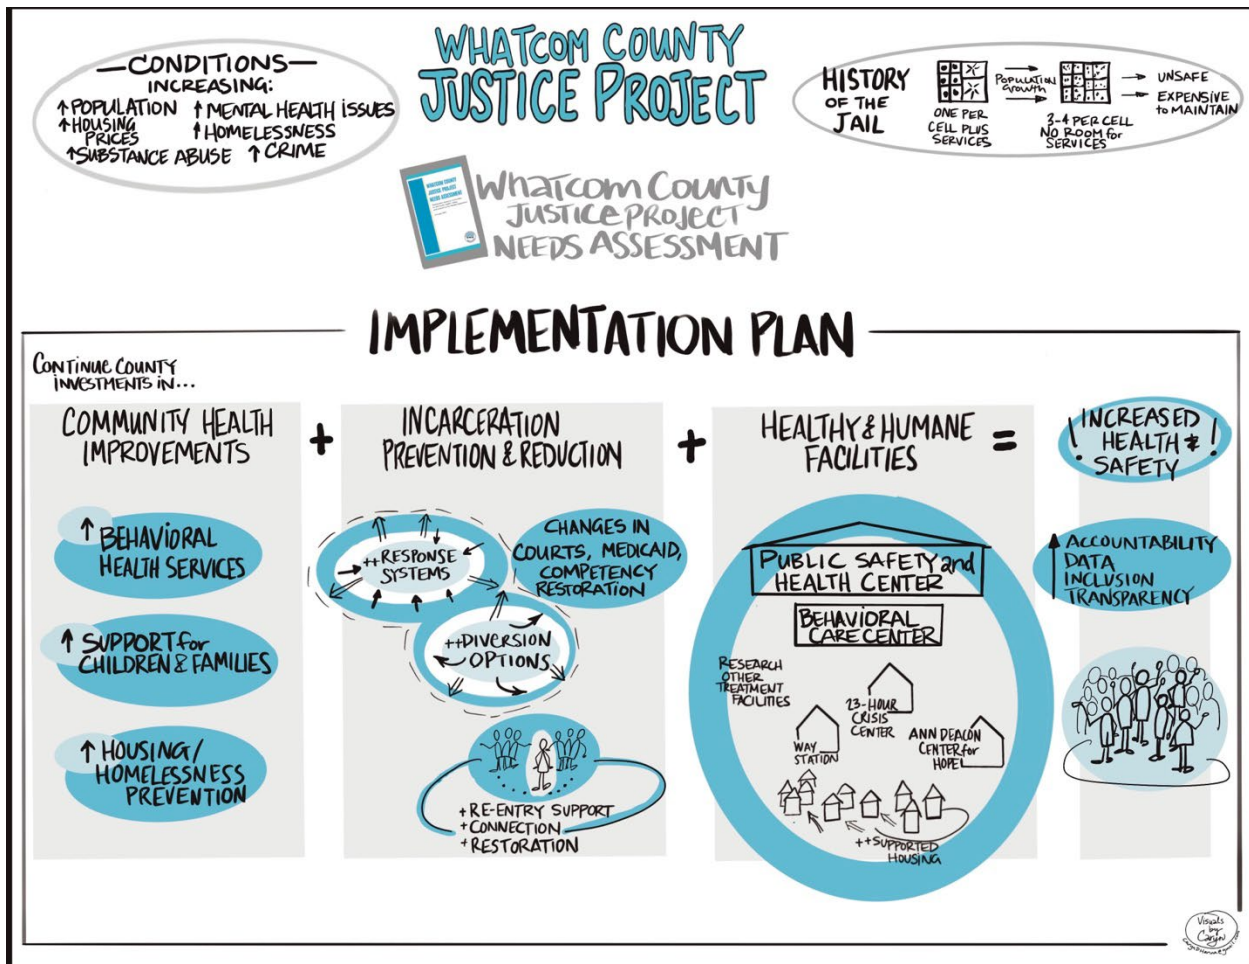 WHATCOM COUNTY
JUSTICE PROJECT
—CONDITIONS—
INCREASING:
↑POPULATION
↑HOUSING
PRICES
↑SUBSTANCE ABUSE
↑MENTAL HEALTH ISSUES
↑HOMELESSNESS
↑CRIME
HISTORY
OF THE
JAIL
ONE PER
CELL PLUS
SERVICES
POPULATION
Growth
3-4 PER CELL
NO ROOM for
SERVICES
→ UNSAFE
→ EXPENSIVE
to MAINTAIN
WHATCOM COUNTY
JUSTICE PROJECT
NEEDS ASSESSMENT
Whatcom County
JUSTICE PROJECT
NEEDS ASSESSMENT
IMPLEMENTATION PLAN
CONTINUE COUNTY
INVESTMENTS IN...
COMMUNITY HEALTH
IMPROVEMENTS
↑ BEHAVIORAL
HEALTH SERVICES
↑ SUPPORT for
CHILDREN & FAMILIES
↑ HOUSING/
HOMELESSNESS
PREVENTION
+
INCARCERATION
PREVENTION & REDUCTION
++RESPONSE
SYSTEMS
CHANGES IN
COURTS, MEDICAID,
COMPETENCY
RESTORATION
++DIVERSION
OPTIONS
+RE-ENTRY SUPPORT
+CONNECTION
+RESTORATION
+
HEALTHY & HUMANE
FACILITIES
PUBLIC SAFETY and
HEALTH CENTER
BEHAVIORAL
CARE CENTER
RESEARCH
OTHER
TREATMENT
FACILITIES
23-HOUR
CRISIS
CENTER
WAY
STATION
ANN DEACON
CENTER for
HOPE
++SUPPORTED
HOUSING
=
! INCREASED
HEALTH &
SAFETY !
↑ ACCOUNTABILITY
DATA
INCLUSION
TRANSPARENCY
Visuals
by
Caryn